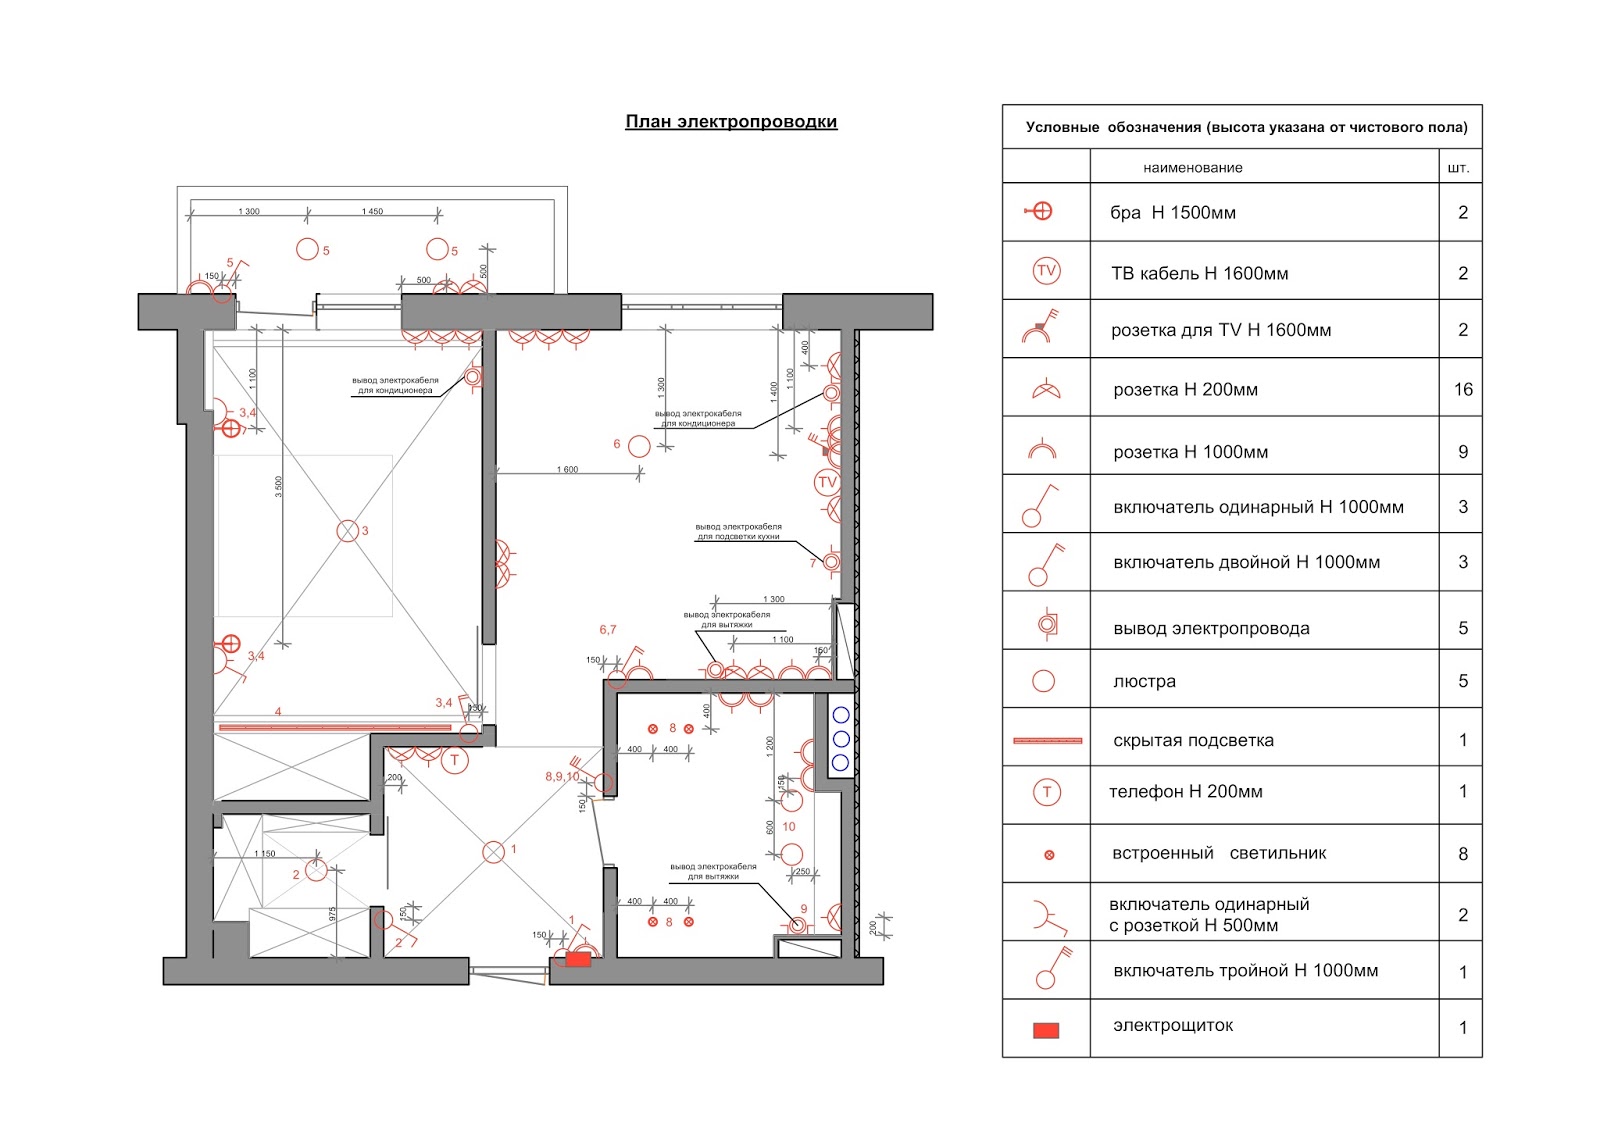 План электропроводки
Условные обозначения (высота указана от чистового пола)
наименование шт.
бра H 1500мм 2
TV ТВ кабель H 1600мм 2
розетка для TV H 1600мм 2
розетка H 200мм 16
розетка H 1000мм 9
включатель одинарный H 1000мм 3
включатель двойной H 1000мм 3
вывод электропровода 5
люстра 5
скрытая подсветка 1
T телефон H 200мм 1
встроенный светильник 8
включатель одинарный
с розеткой H 500мм 2
включатель тройной H 1000мм 1
электрощиток 1
1 300
1 450
5
5
5
150
500
500
1 100
3 500
вывод электрокабеля
для кондиционера
3,4
3
3,4
3,4
150
4
1 300
400
1 100
1 400
вывод электрокабеля
для кондиционера
6
1 600
TV
вывод электрокабеля
для подсветки кухни
7
1 300
вывод электрокабеля
для вытяжки
6,7
1 100
150
150
T
200
8,9,10
150
1
1 150
2
975
150
2
1
150
400
8
400
400
1 200
150
10
600
250
вывод электрокабеля
для вытяжки
400
400
8
9
200